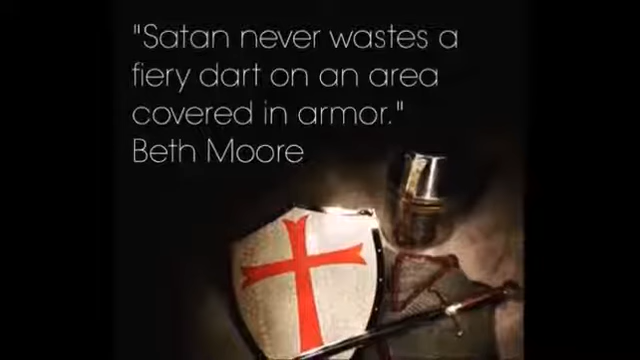 "Satan never wastes a
fiery dart on an area
covered in armor."
Beth Moore